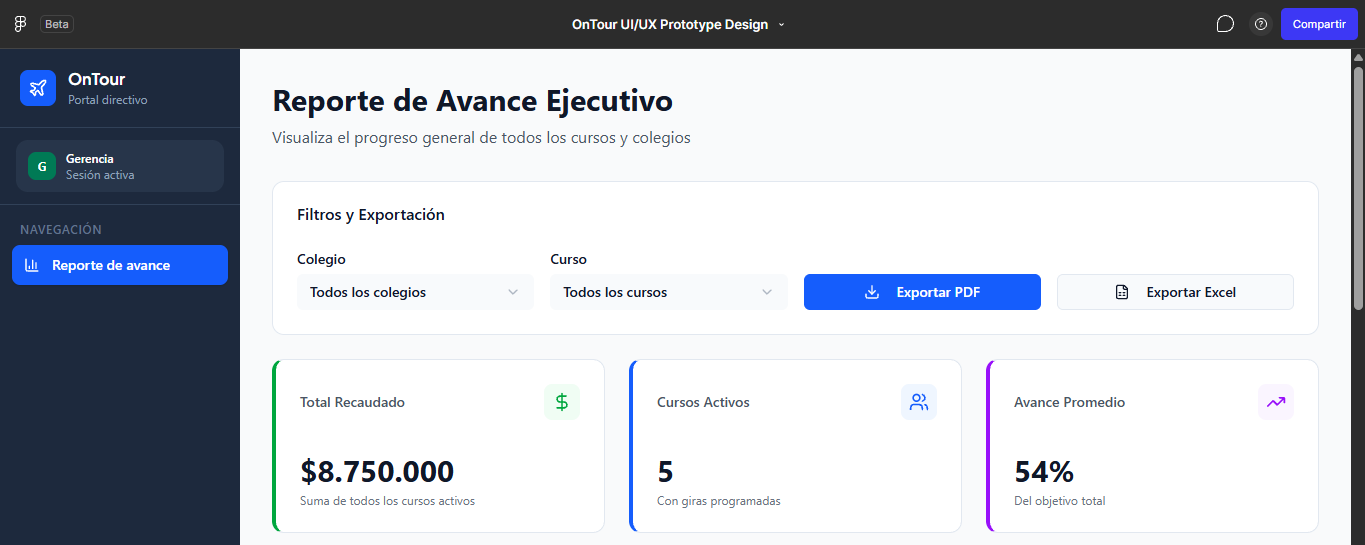 Beta
OnTour UI/UX Prototype Design
Compartir
OnTour
Portal directivo
G
Gerencia
Sesión activa
NAVEGACIÓN
Reporte de avance
Reporte de Avance Ejecutivo
Visualiza el progreso general de todos los cursos y colegios
Filtros y Exportación
Colegio
Curso
Todos los colegios
Todos los cursos
Exportar PDF
Exportar Excel
Total Recaudado
$
$8.750.000
Suma de todos los cursos activos
Cursos Activos
5
Con giras programadas
Avance Promedio
54%
Del objetivo total